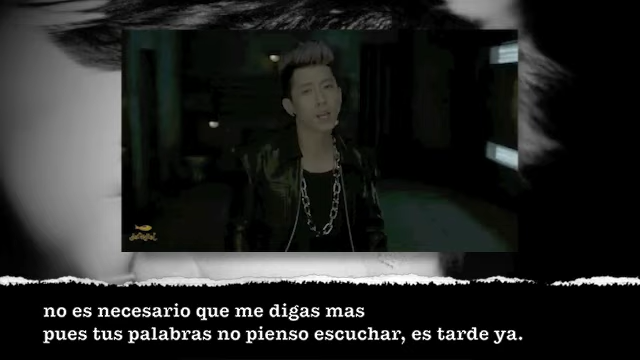 no es necesario que me digas mas
pues tus palabras no pienso escuchar, es tarde ya.